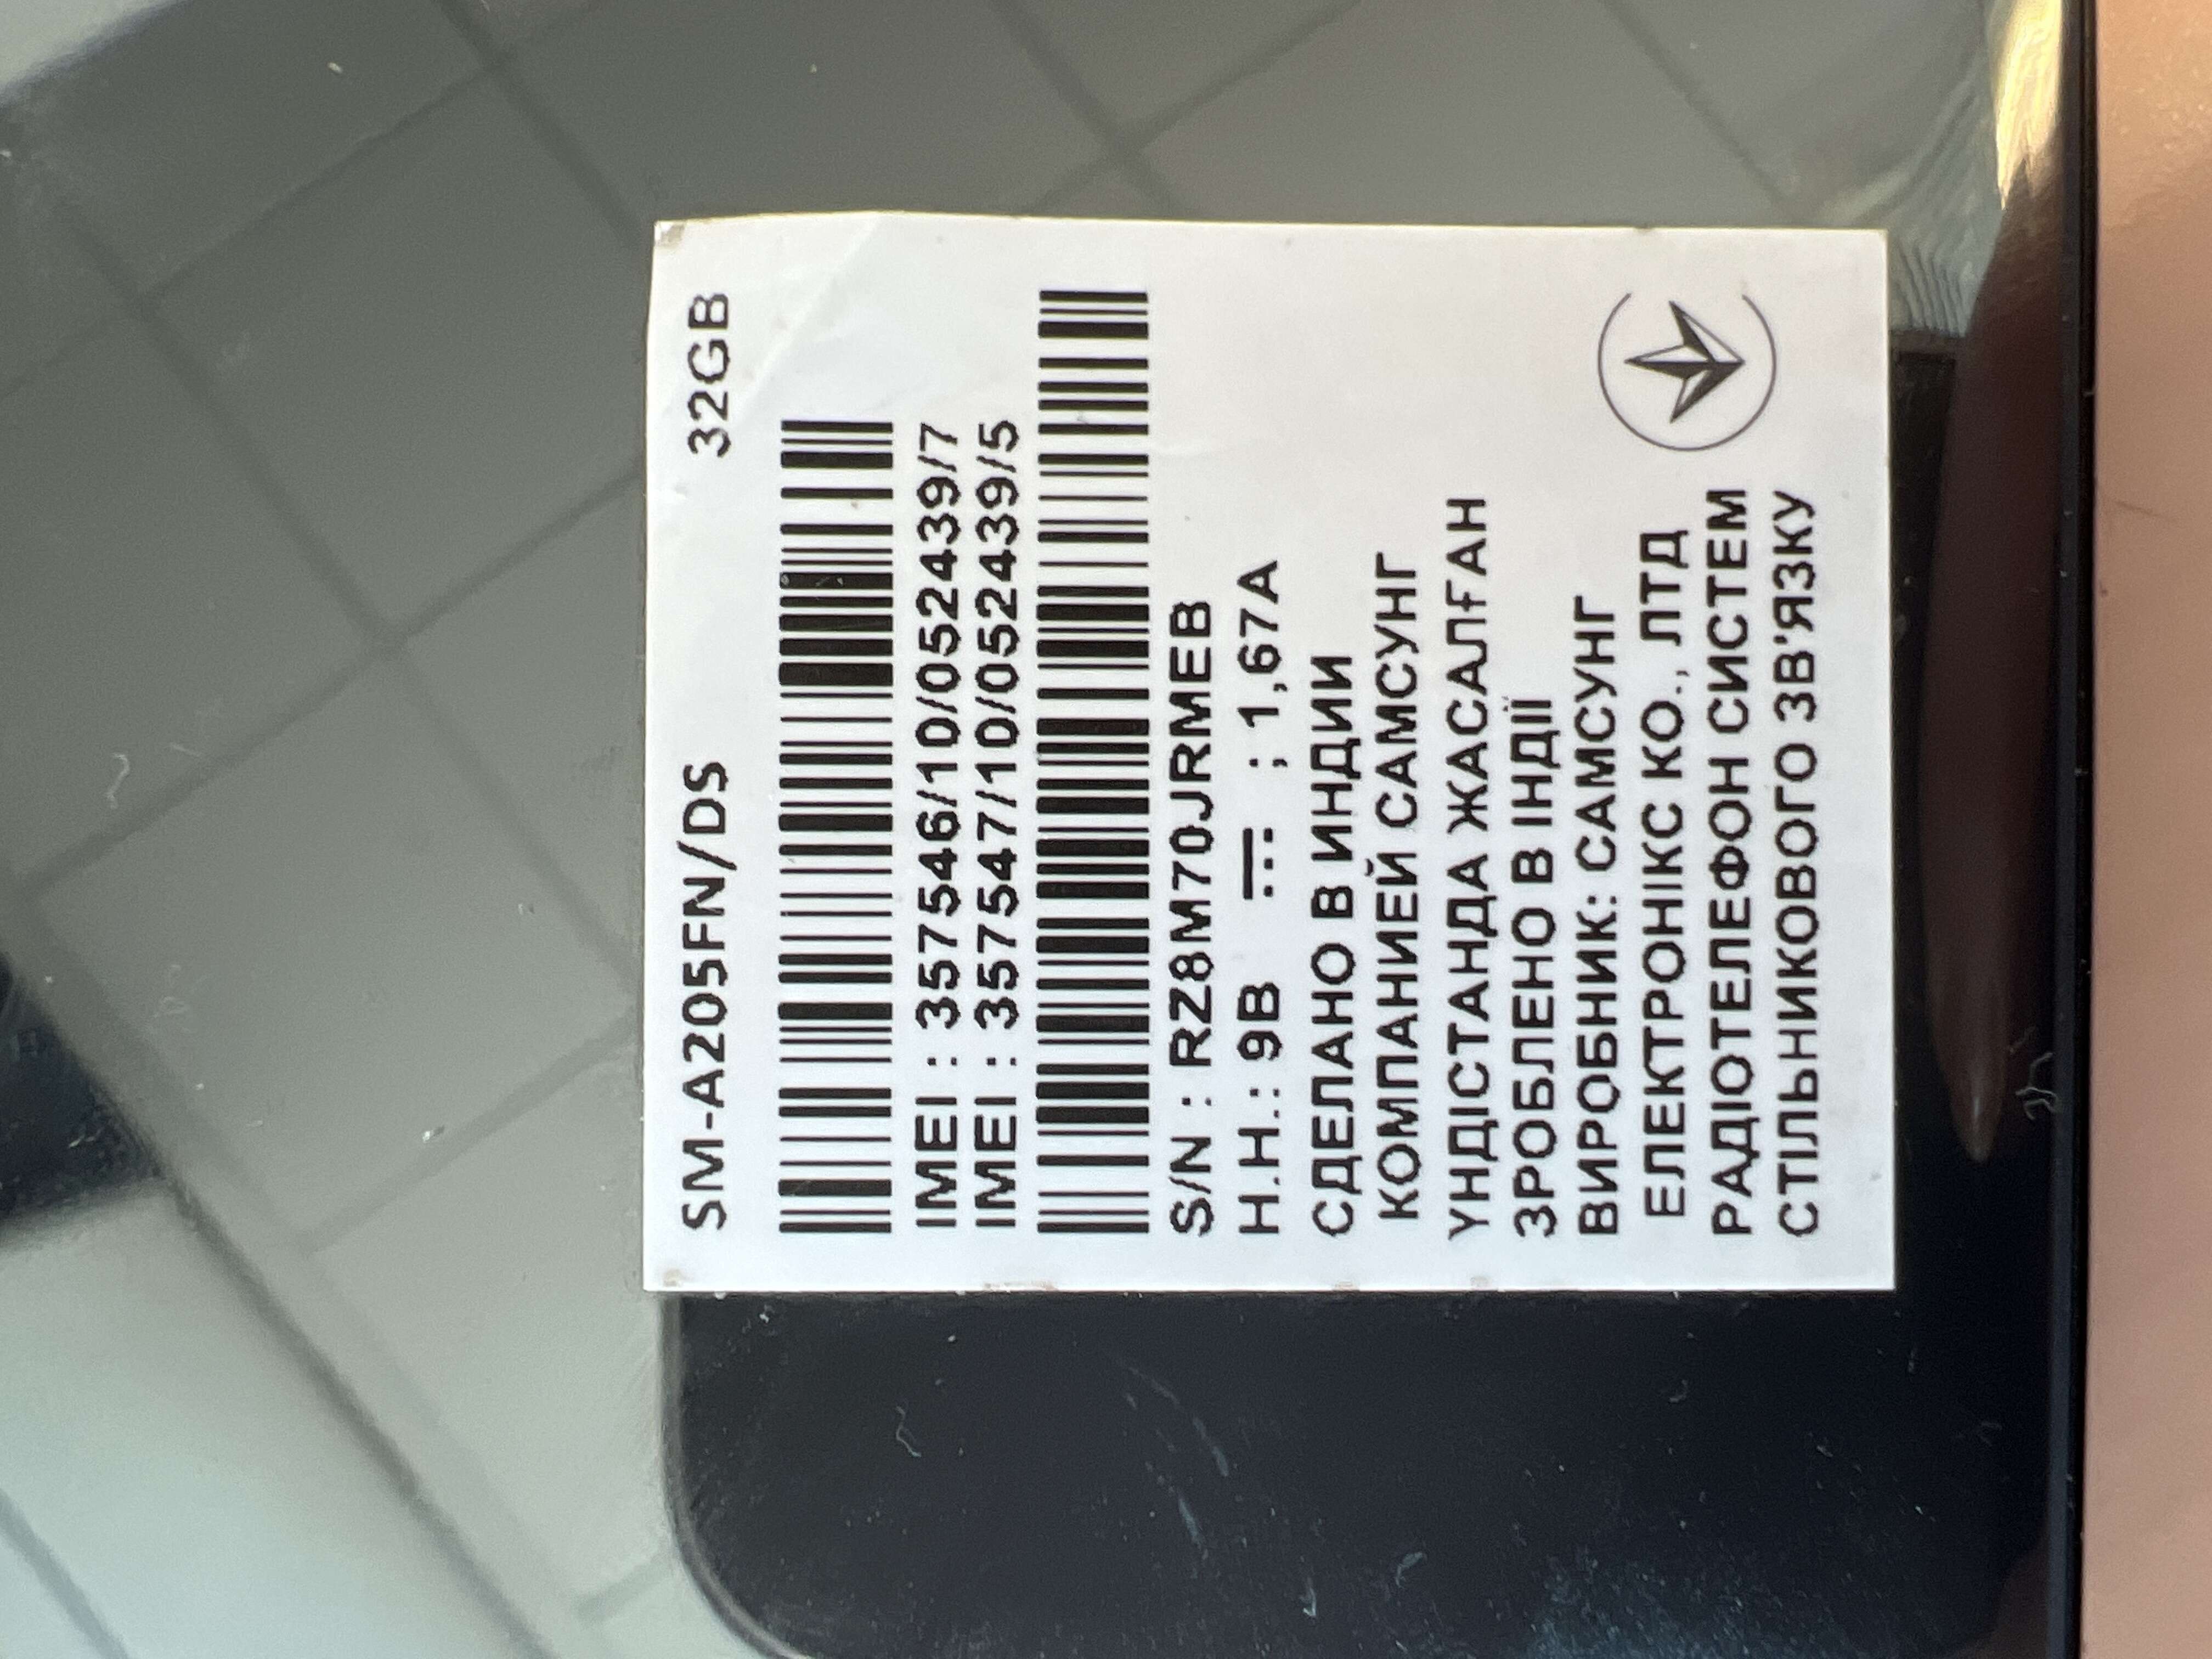 SM-A205FN/DS 32GB
IMEI : 357546/10/052439/7
IMEI : 357547/10/052439/5
S/N : RZ8M70JRMEB
Н.Н.: 9В ⎓ ; 1,67А
СДЕЛАНО В ИНДИИ
КОМПАНИЕЙ САМСУНГ
ҮНДІСТАНДА ЖАСАЛҒАН
ЗРОБЛЕНО В ІНДІЇ
ВИРОБНИК: САМСУНГ
ЕЛЕКТРОНІКС КО., ЛТД
РАДІОТЕЛЕФОН СИСТЕМ
СТІЛЬНИКОВОГО ЗВ'ЯЗКУ